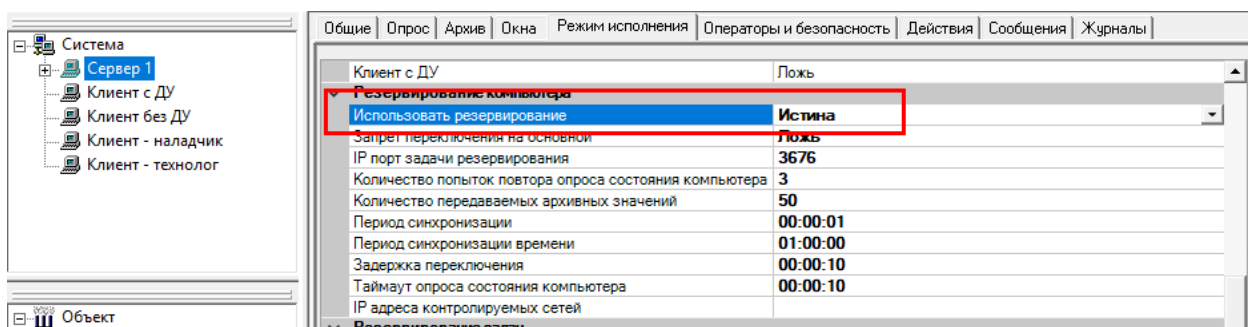 Общие Опрос Архив Окна Режим исполнения Операторы и безопасность Действия Сообщения Журналы
Система
Сервер 1
Клиент с ДУ
Клиент без ДУ
Клиент - наладчик
Клиент - технолог
Клиент с ДУ Ложь
Резервирование компьютера
Использовать резервирование Истина
Запрет переключения на основной Ложь
IP порт задачи резервирования 3676
Количество попыток повтора опроса состояния компьютера 3
Количество передаваемых архивных значений 50
Период синхронизации 00:00:01
Период синхронизации времени 01:00:00
Задержка переключения 00:00:10
Таймаут опроса состояния компьютера 00:00:10
IP адреса контролируемых сетей
Резервирование задач
Объект